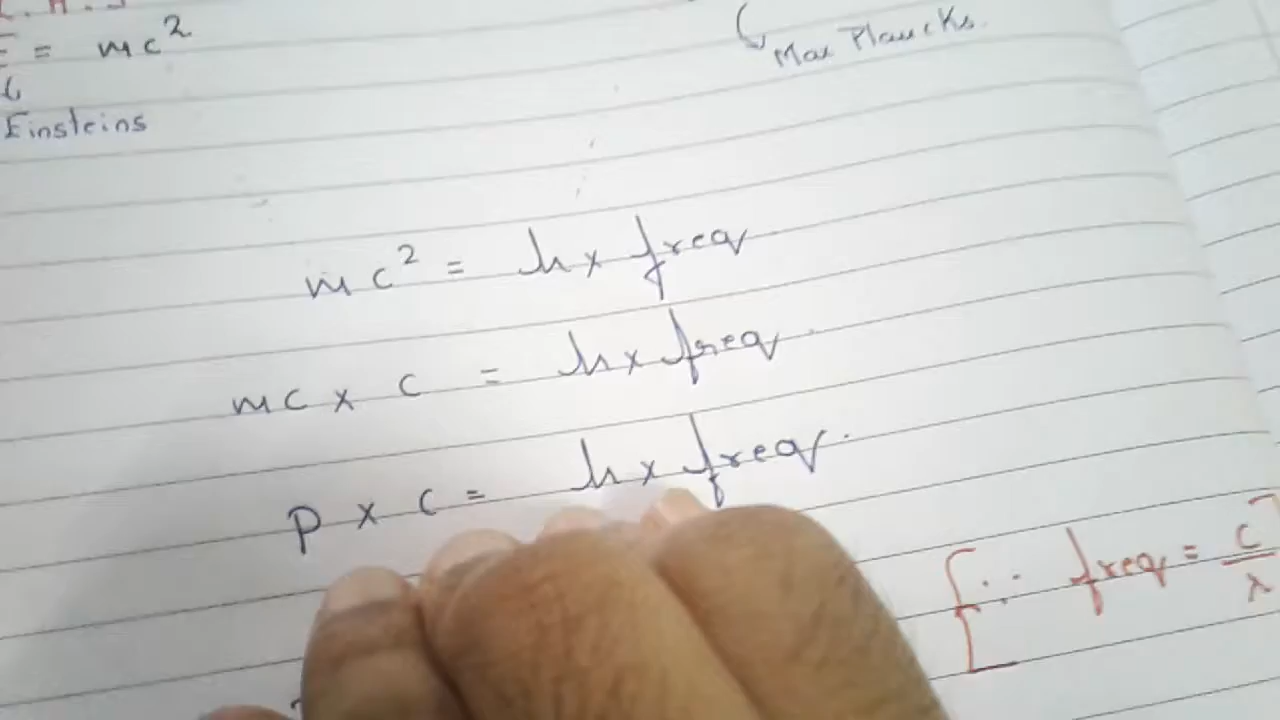 E = mc²
Max Plancks.
Einsteins
mc² = h x freq
mc x c = h x freq
p x c = h x freq.
[∵ freq = c/λ]